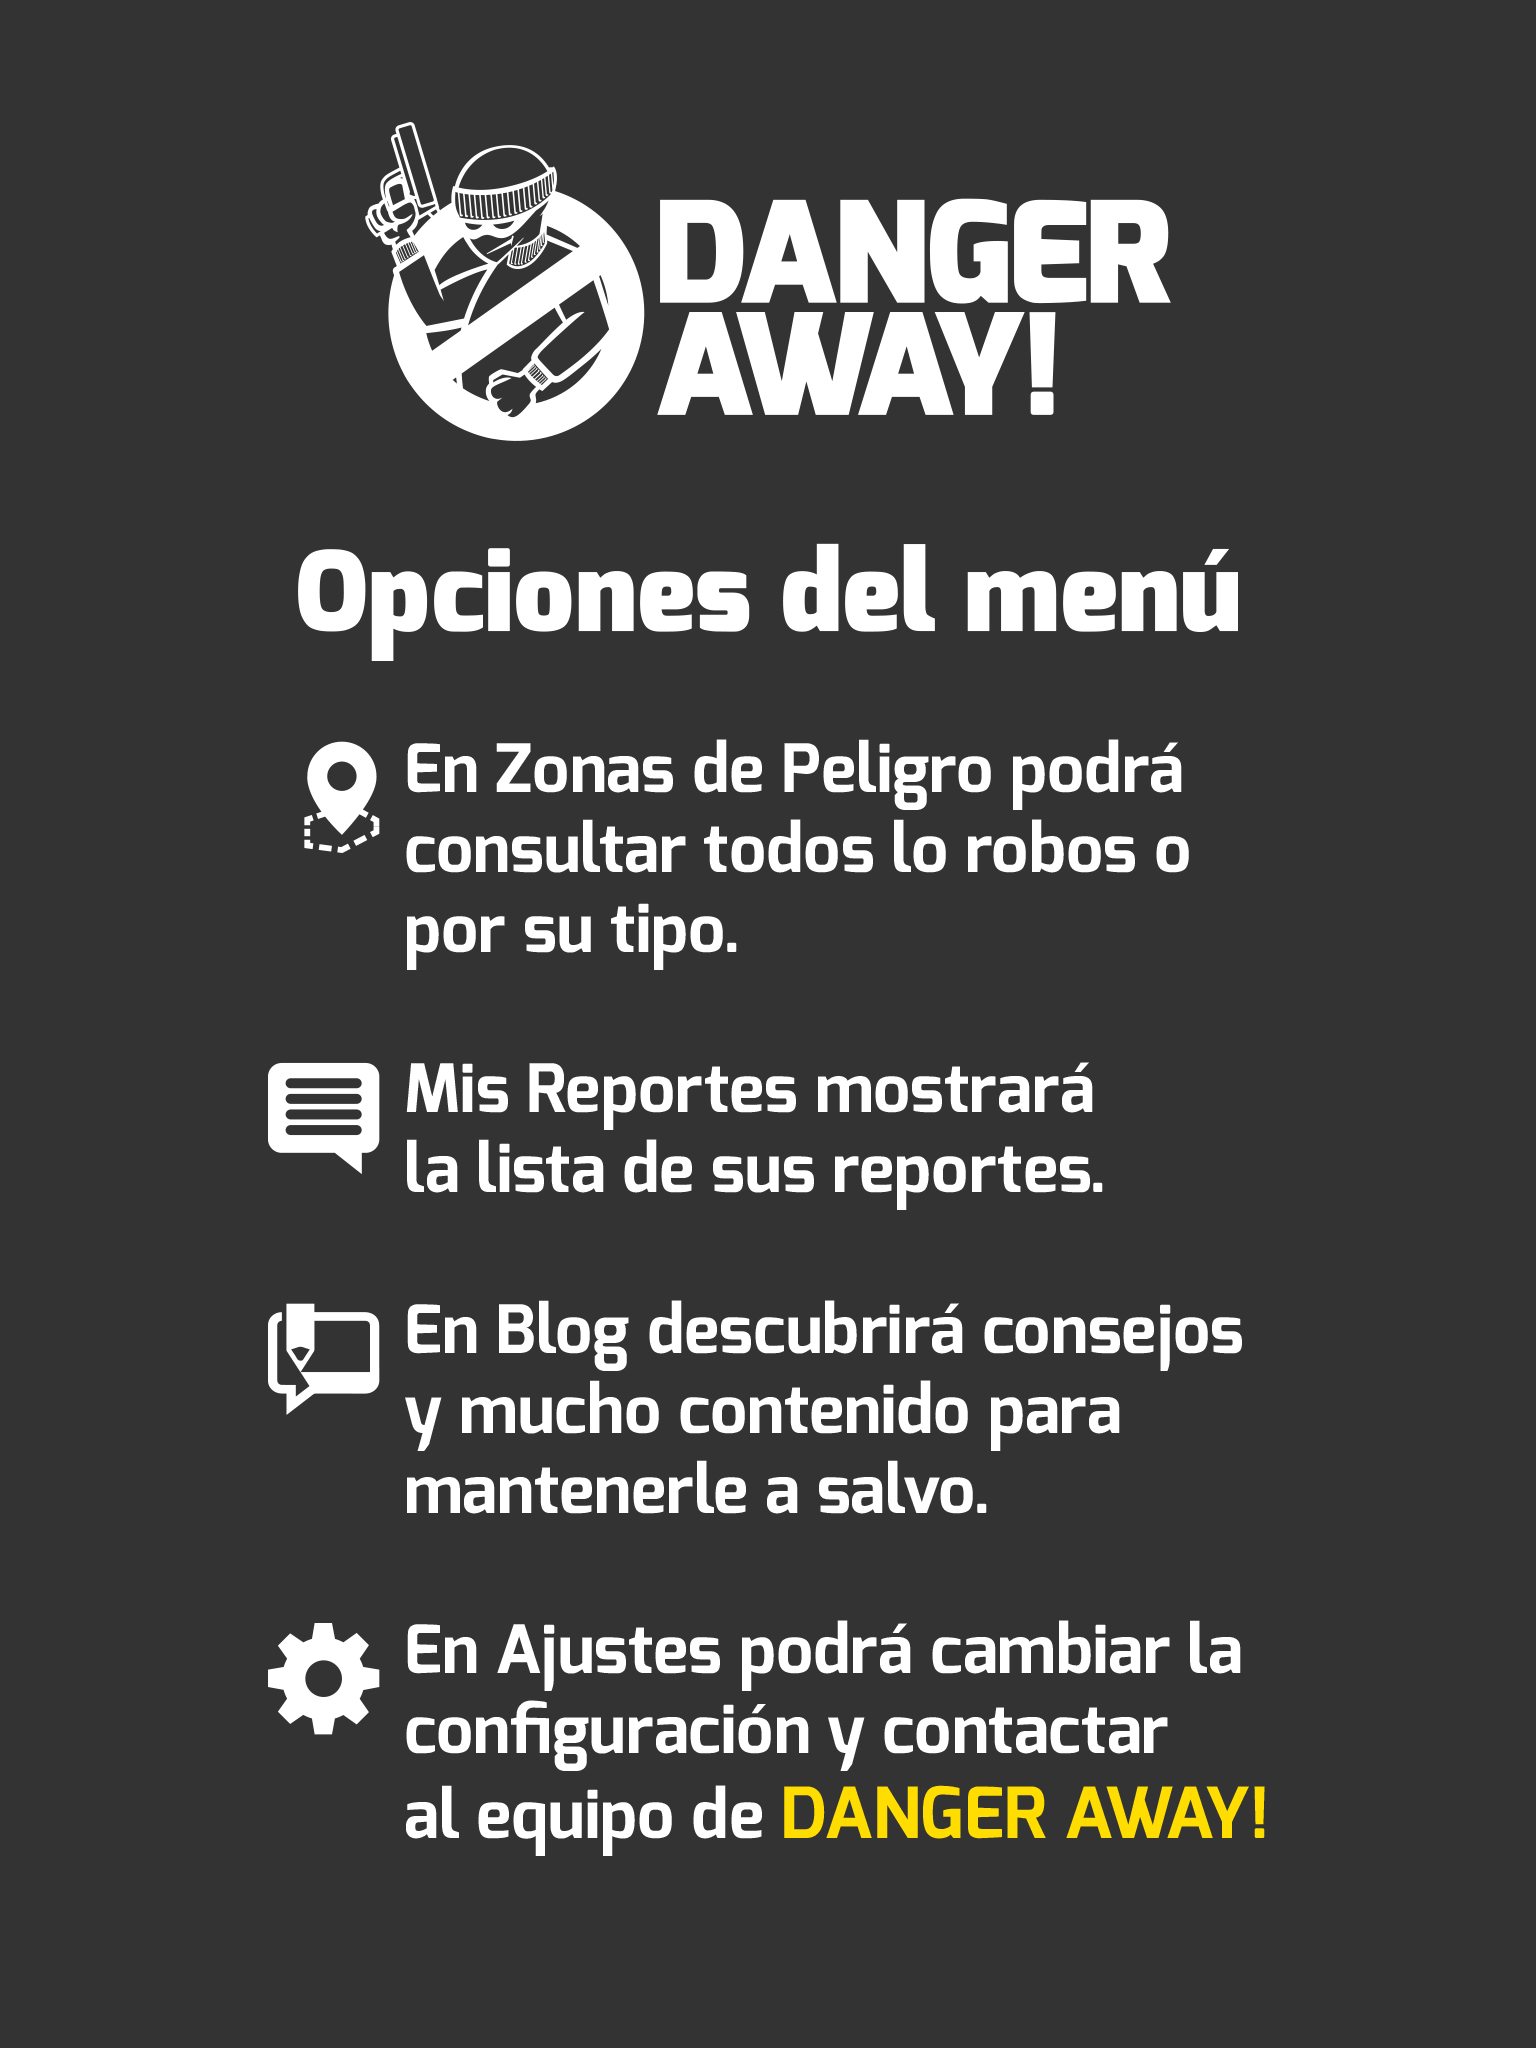 DANGER
AWAY!
Opciones del menú
En Zonas de Peligro podrá
consultar todos lo robos o
por su tipo.
Mis Reportes mostrará
la lista de sus reportes.
En Blog descubrirá consejos
y mucho contenido para
mantenerle a salvo.
En Ajustes podrá cambiar la
configuración y contactar
al equipo de DANGER AWAY!